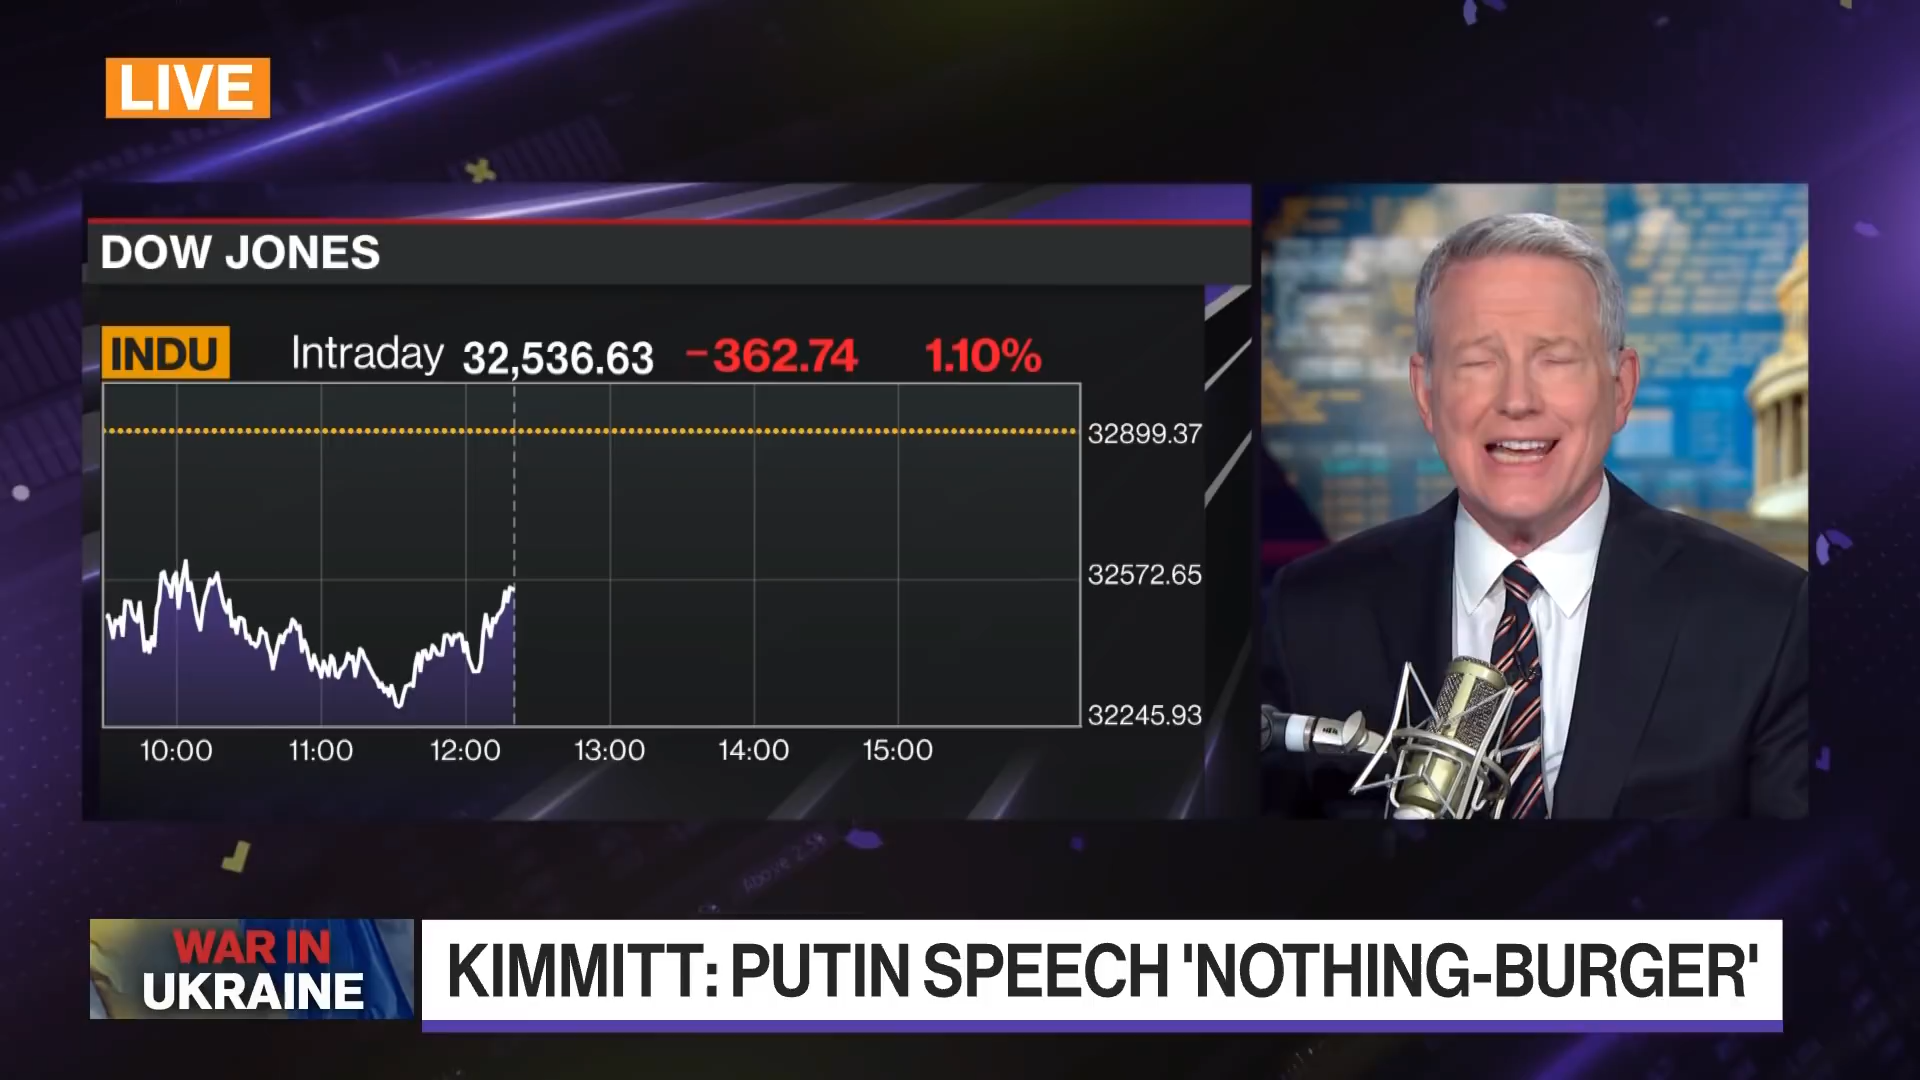 LIVE
DOW JONES
INDU Intraday 32,536.63 -362.74 1.10%
32899.37
32572.65
32245.93
10:00 11:00 12:00 13:00 14:00 15:00
WAR IN
UKRAINE
KIMMITT: PUTIN SPEECH 'NOTHING-BURGER'